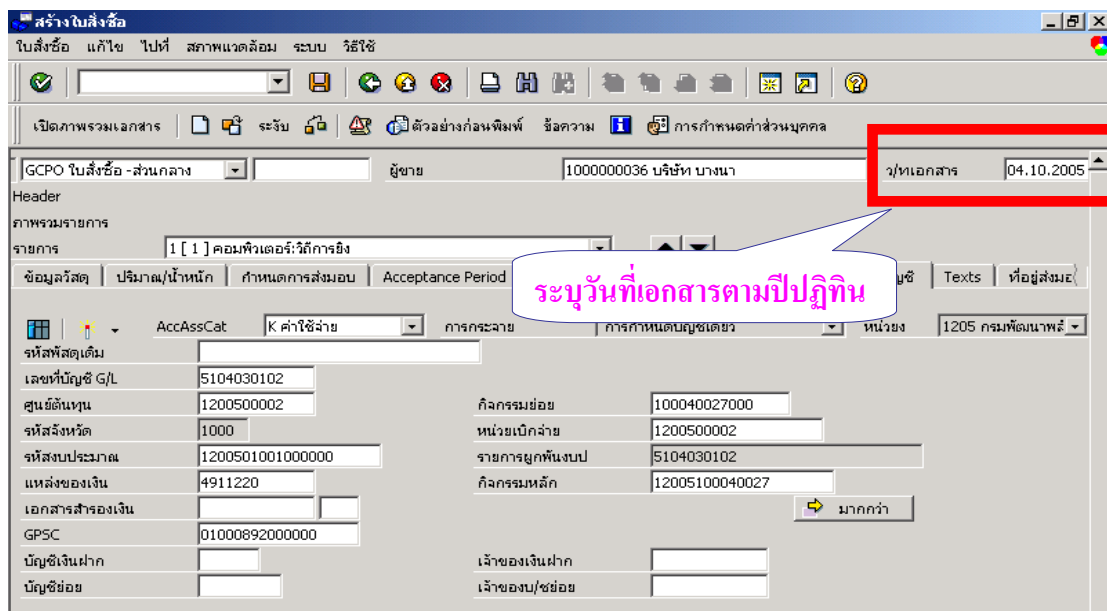 สร้างใบสั่งซื้อ
ใบสั่งซื้อ แก้ไข ไปที่ สภาพแวดล้อม ระบบ วิธีใช้
เปิดภาพรวมเอกสาร ระงับ ตัวอย่างก่อนพิมพ์ ข้อความ การกำหนดค่าส่วนบุคคล
GCPO ใบสั่งซื้อ -ส่วนกลาง ผู้ขาย 1000000036 บริษัท บางนา ว/ทเอกสาร 04.10.2005
Header
ภาพรวมรายการ
รายการ 1 [ 1 ] คอมพิวเตอร์:วิถีการยิง
ข้อมูลวัสดุ ปริมาณ/น้ำหนัก กำหนดการส่งมอบ Acceptance Period Texts ที่อยู่ส่งมอ
ระบุวันที่เอกสารตามปีปฏิทิน
AccAssCat K ค่าใช้จ่าย การกระจาย การกำหนดบัญชีเดียว หน่วยง 1205 กรมพัฒนาพลั
รหัสพัสดุเดิม
เลขที่บัญชี G/L 5104030102
ศูนย์ต้นทุน 1200500002 กิจกรรมย่อย 100040027000
รหัสจังหวัด 1000 หน่วยเบิกจ่าย 1200500002
รหัสงบประมาณ 1200501001000000 รายการผูกพันงบป 5104030102
แหล่งของเงิน 4911220 กิจกรรมหลัก 12005100040027
เอกสารสำรองเงิน มากกว่า
GPSC 01000892000000
บัญชีเงินฝาก เจ้าของเงินฝาก
บัญชีย่อย เจ้าของบ/ชย่อย